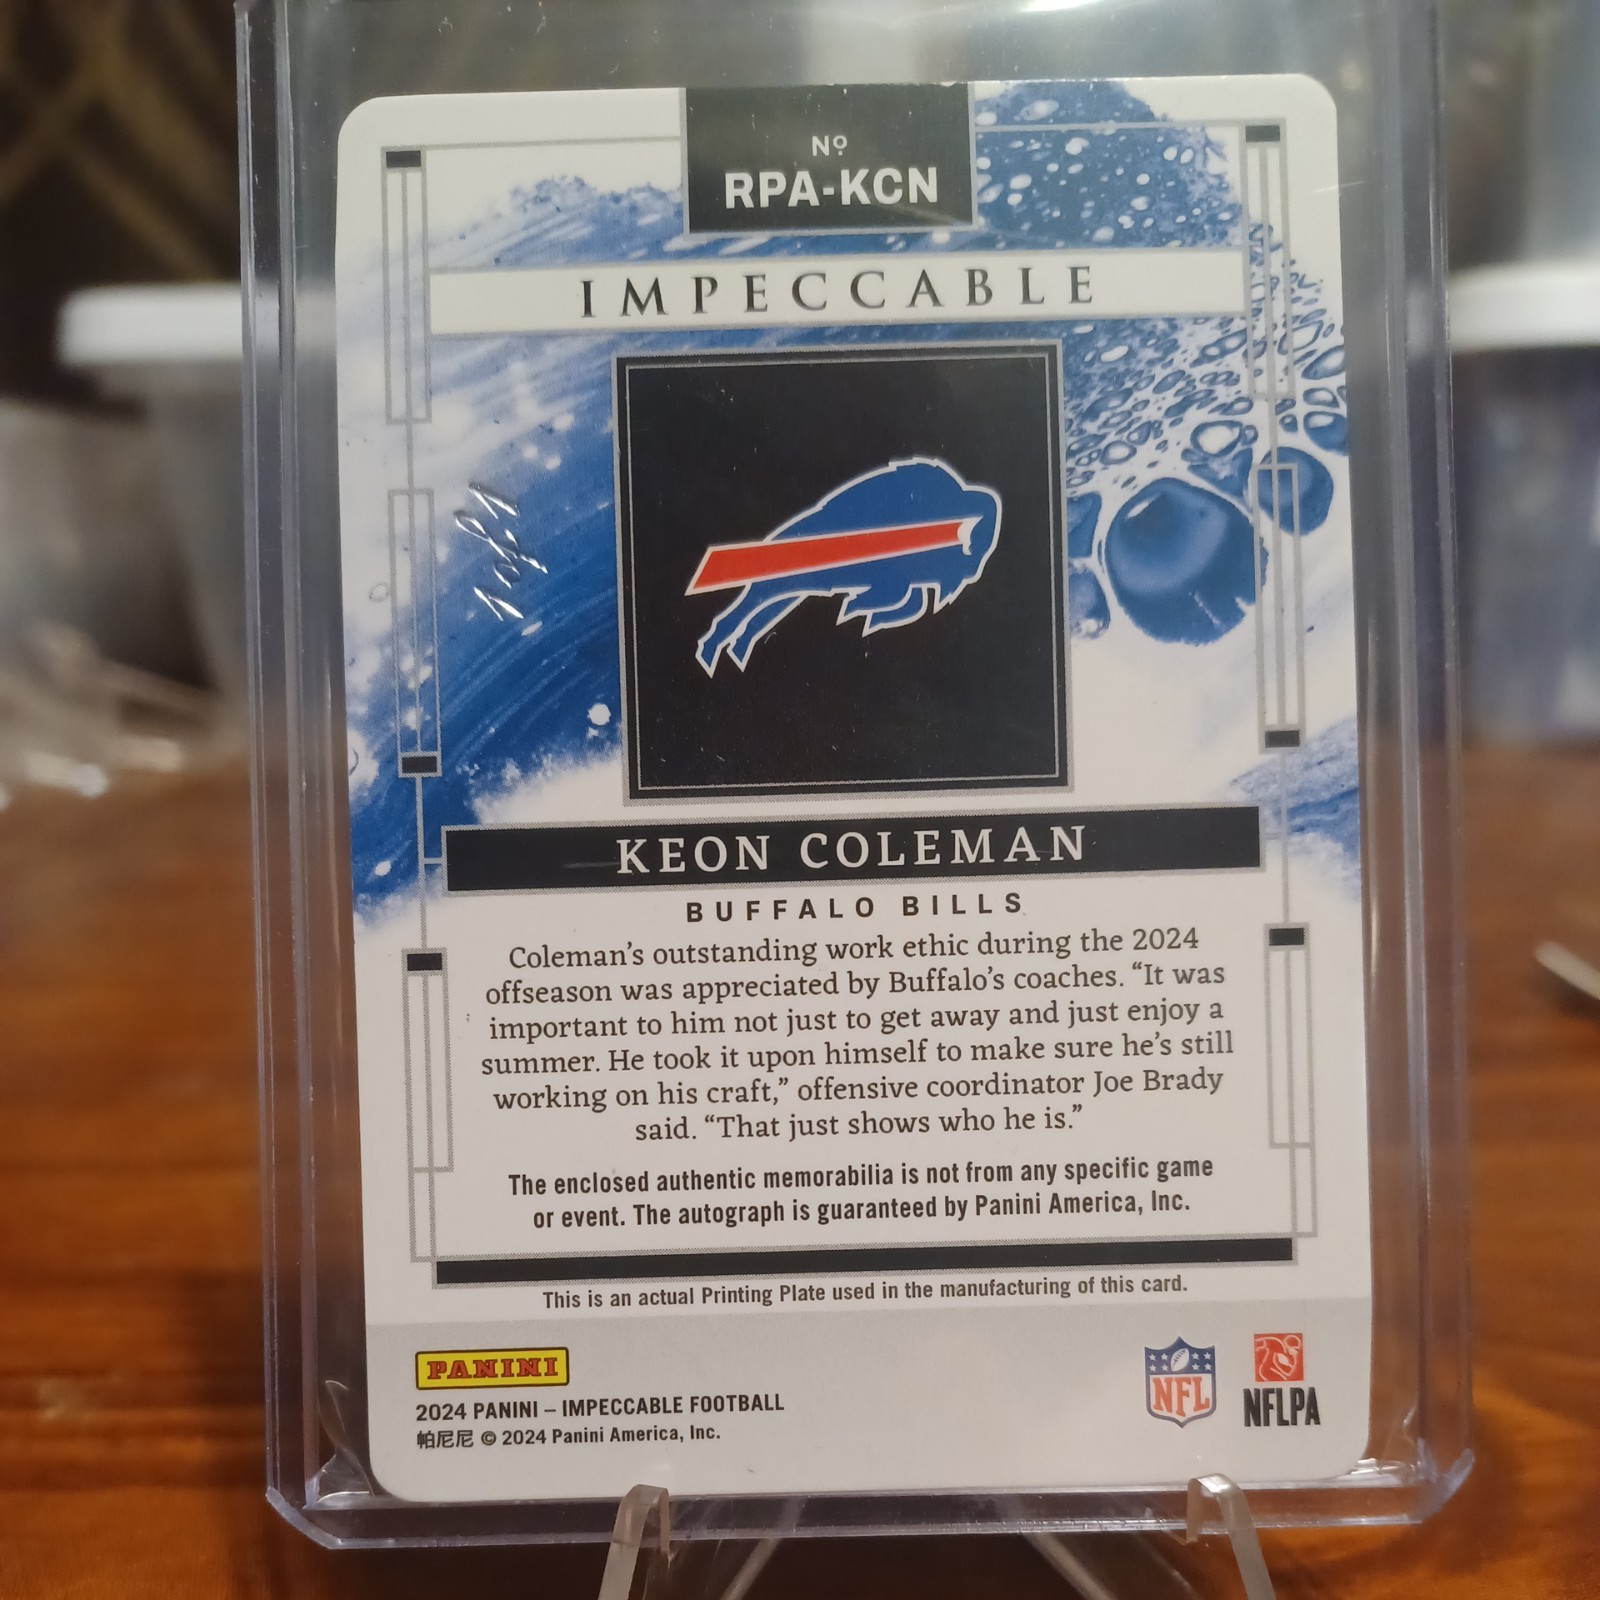 Nº
RPA-KCN
IMPECCABLE
1 of 1
KEON COLEMAN
BUFFALO BILLS
Coleman's outstanding work ethic during the 2024
offseason was appreciated by Buffalo's coaches. “It was
important to him not just to get away and just enjoy a
summer. He took it upon himself to make sure he's still
working on his craft,” offensive coordinator Joe Brady
said. “That just shows who he is.”
The enclosed authentic memorabilia is not from any specific game
or event. The autograph is guaranteed by Panini America, Inc.
This is an actual Printing Plate used in the manufacturing of this card.
PANINI
2024 PANINI – IMPECCABLE FOOTBALL
帕尼尼 © 2024 Panini America, Inc.
NFL
NFLPA